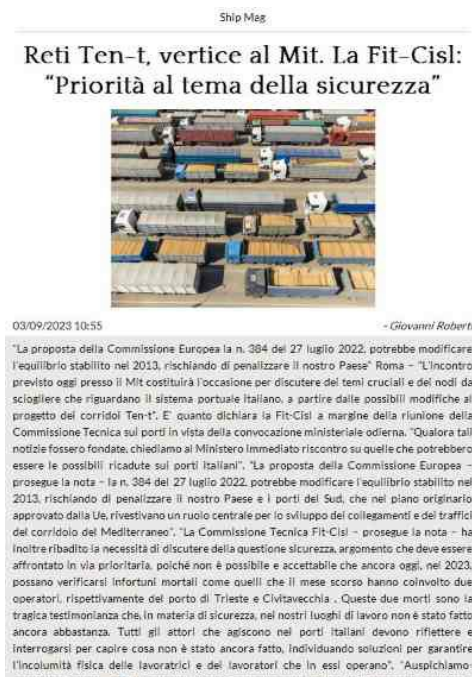 Ship Mag
Reti Ten-t, vertice al Mit. La Fit-Cisl:
“Priorità al tema della sicurezza”
03/09/2023 10:55
- Giovanni Roberti
"La proposta della Commissione Europea la n. 384 del 27 luglio 2022, potrebbe modificare
l'equilibrio stabilito nel 2013, rischiando di penalizzare il nostro Paese" Roma – "L'incontro
previsto oggi presso il Mit costituirà l'occasione per discutere dei temi cruciali e dei nodi da
sciogliere che riguardano il sistema portuale italiano, a partire dalle possibili modifiche al
progetto dei corridoi Ten-t". E' quanto dichiara la Fit-Cisl a margine della riunione della
Commissione Tecnica sui porti in vista della convocazione ministeriale odierna. "Qualora tali
notizie fossero fondate, chiediamo al Ministero immediato riscontro su quelle che potrebbero
essere le possibili ricadute sui porti italiani". "La proposta della Commissione Europea –
prosegue la nota – la n. 384 del 27 luglio 2022, potrebbe modificare l'equilibrio stabilito nel
2013, rischiando di penalizzare il nostro Paese e i porti del Sud, che nel piano originario
approvato dalla Ue, rivestivano un ruolo centrale per lo sviluppo dei collegamenti e dei traffici
del corridoio del Mediterraneo". "La Commissione Tecnica Fit-Cisl – prosegue la nota – ha
inoltre ribadito la necessità di discutere della questione sicurezza, argomento che deve essere
affrontato in via prioritaria, poiché non è possibile e accettabile che ancora oggi, nel 2023,
possano verificarsi infortuni mortali come quelli che il mese scorso hanno coinvolto due
operatori, rispettivamente del porto di Trieste e Civitavecchia . Queste due morti sono la
tragica testimonianza che, in materia di sicurezza, nei nostri luoghi di lavoro non è stato fatto
ancora abbastanza. Tutti gli attori che agiscono nei porti italiani devono riflettere e
interrogarsi per capire cosa non è stato ancora fatto, individuando soluzioni per garantire
l'incolumità fisica delle lavoratrici e dei lavoratori che in essi operano". "Auspichiamo